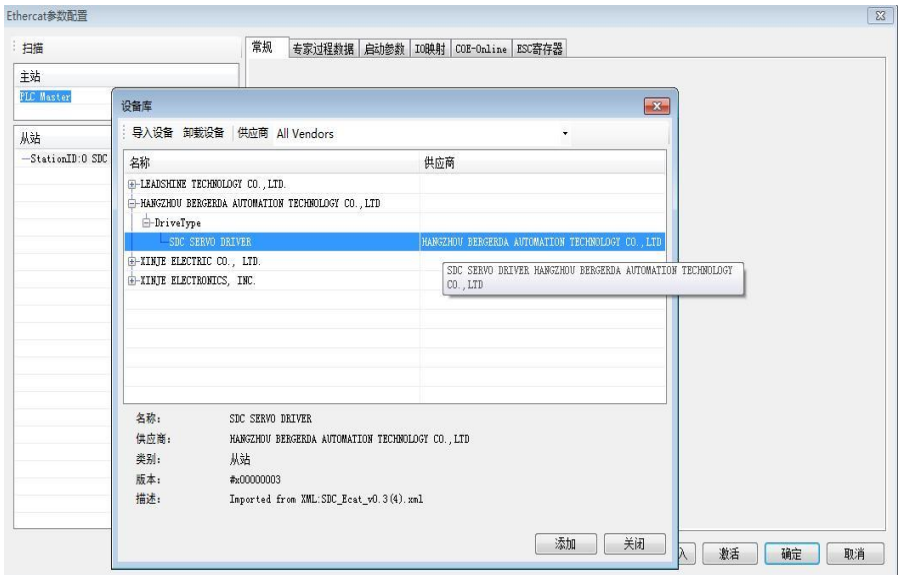 Ethercat参数配置
扫描
常规 专家过程数据 启动参数 IO映射 COE-Online ESC寄存器
主站
PLC Master
从站
StationID:0 SDC
设备库
导入设备 卸载设备 供应商 All Vendors
名称 供应商
LEADSHINE TECHNOLOGY CO.,LTD.
HANGZHOU BERGERDA AUTOMATION TECHNOLOGY CO.,LTD
DriveType
SDC SERVO DRIVER HANGZHOU BERGERDA AUTOMATION TECHNOLOGY CO.,LTD
XINJE ELECTRIC CO., LTD.
XINJE ELECTRONICS, INC.
SDC SERVO DRIVER HANGZHOU BERGERDA AUTOMATION TECHNOLOGY
CO.,LTD
名称: SDC SERVO DRIVER
供应商: HANGZHOU BERGERDA AUTOMATION TECHNOLOGY CO.,LTD
类别: 从站
版本: #x00000003
描述: Imported from XML:SDC_Ecat_v0.3(4).xml
添加 关闭
入 激活 确定 取消